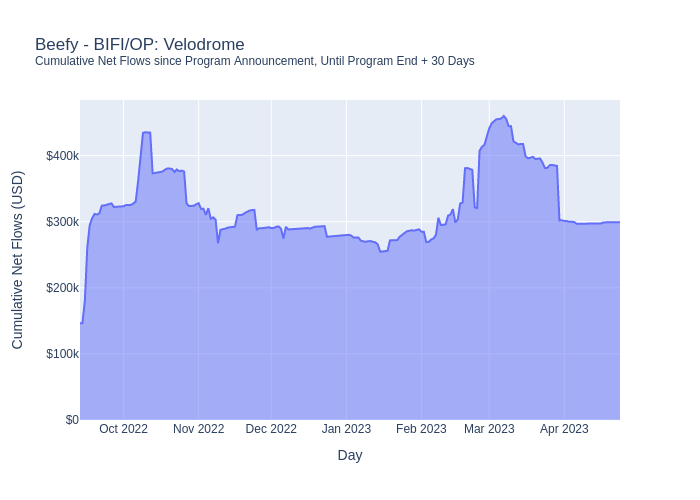 Beefy - BIFI/OP: Velodrome
Cumulative Net Flows since Program Announcement, Until Program End + 30 Days
Cumulative Net Flows (USD)
$400k
$300k
$200k
$100k
$0
Oct 2022 Nov 2022 Dec 2022 Jan 2023 Feb 2023 Mar 2023 Apr 2023
Day